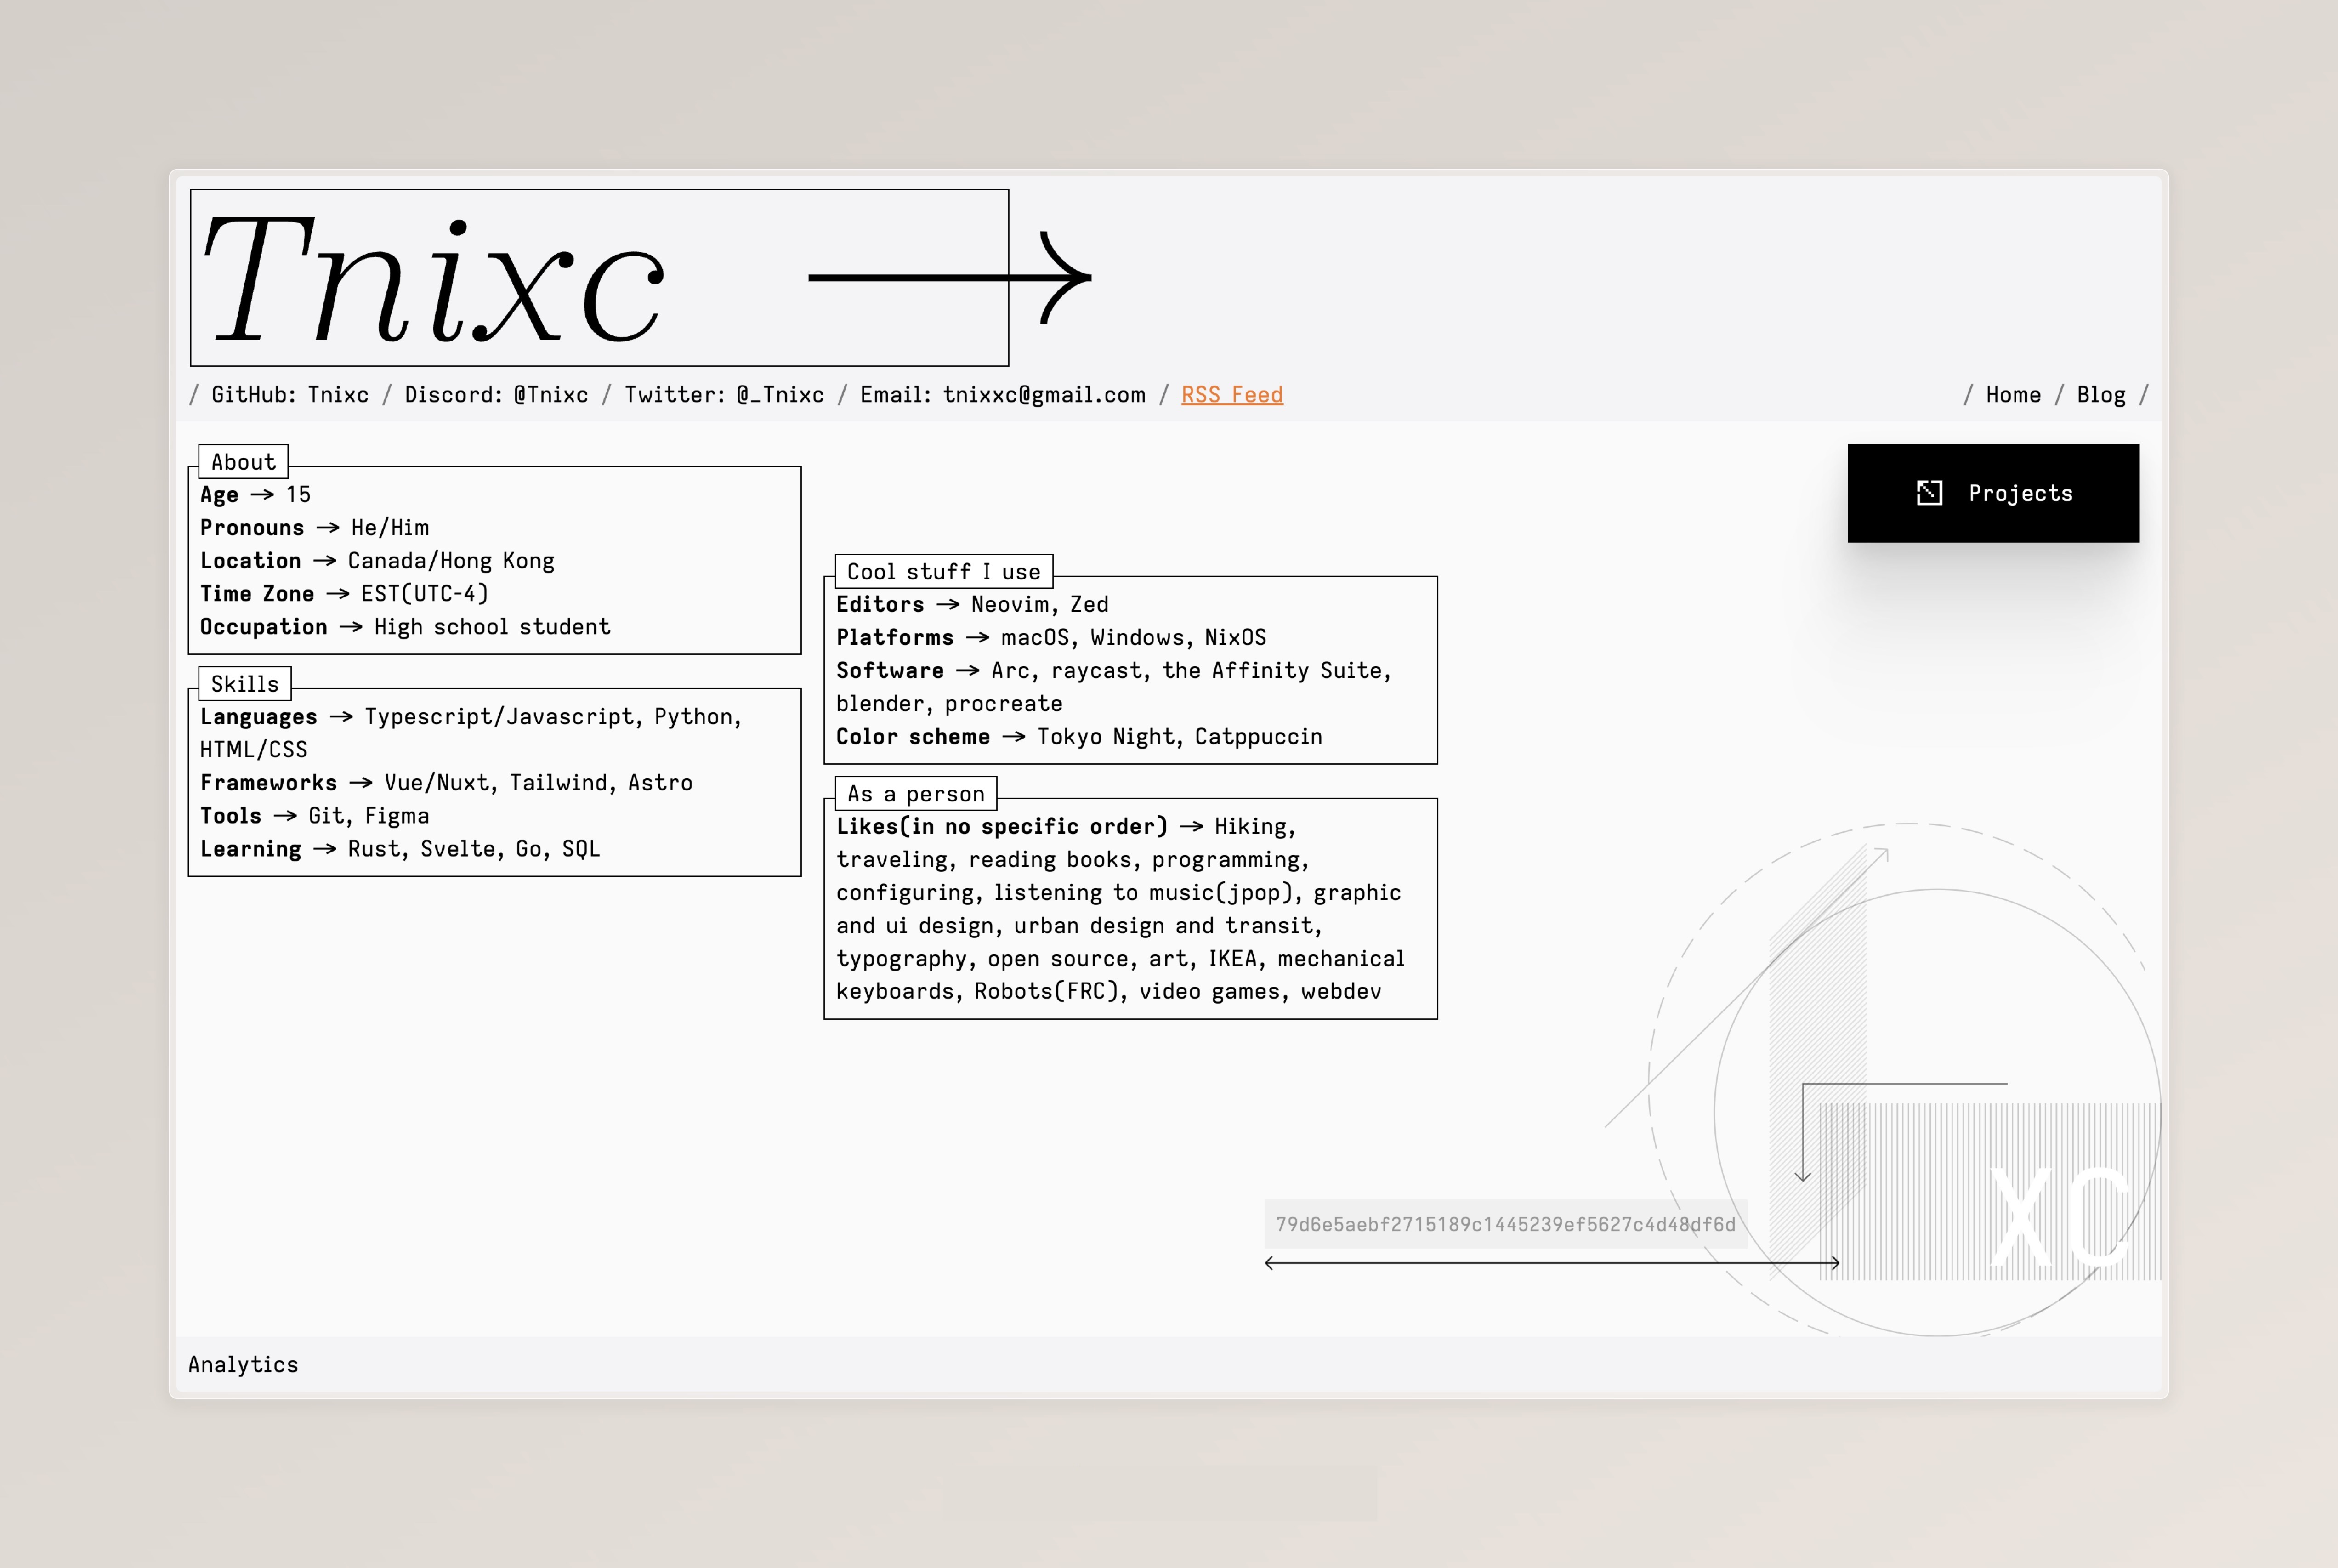 Tnixc →
/ GitHub: Tnixc / Discord: @Tnixc / Twitter: @_Tnixc / Email: tnixxc@gmail.com / RSS Feed
/ Home / Blog /
About
Age → 15
Pronouns → He/Him
Location → Canada/Hong Kong
Time Zone → EST(UTC-4)
Occupation → High school student
Skills
Languages → Typescript/Javascript, Python,
HTML/CSS
Frameworks → Vue/Nuxt, Tailwind, Astro
Tools → Git, Figma
Learning → Rust, Svelte, Go, SQL
Cool stuff I use
Editors → Neovim, Zed
Platforms → macOS, Windows, NixOS
Software → Arc, raycast, the Affinity Suite,
blender, procreate
Color scheme → Tokyo Night, Catppuccin
As a person
Likes(in no specific order) → Hiking,
traveling, reading books, programming,
configuring, listening to music(jpop), graphic
and ui design, urban design and transit,
typography, open source, art, IKEA, mechanical
keyboards, Robots(FRC), video games, webdev
Projects
79d6e5aebf2715189c1445239ef5627c4d48df6d
XC
Analytics